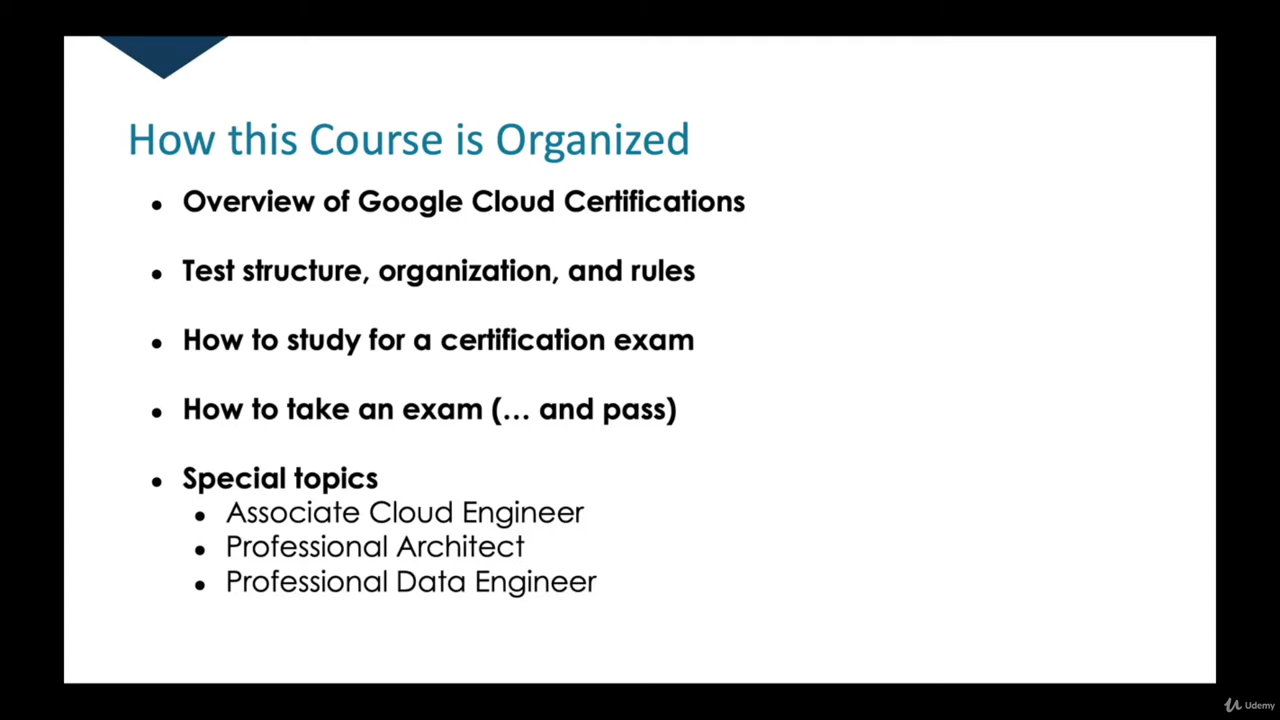 How this Course is Organized
• Overview of Google Cloud Certifications
• Test structure, organization, and rules
• How to study for a certification exam
• How to take an exam (… and pass)
• Special topics
• Associate Cloud Engineer
• Professional Architect
• Professional Data Engineer
Udemy